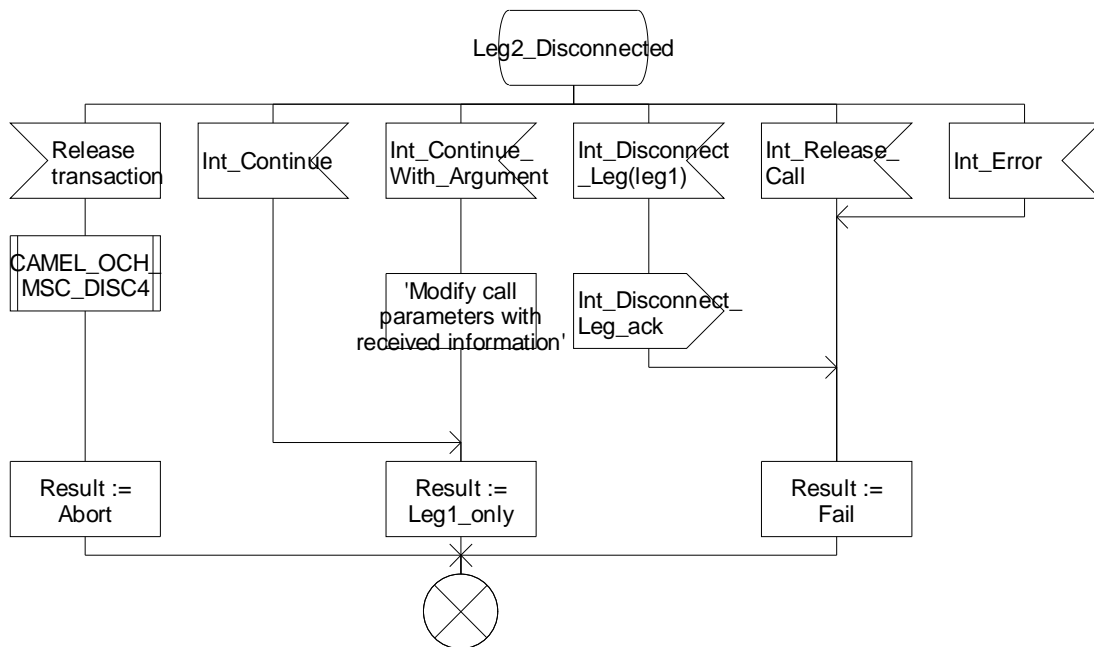 Leg2_Disconnected
Release
transaction
Int_Continue
Int_Continue_
With_Argument
Int_Disconnect
_Leg(leg1)
Int_Release_
Call
Int_Error
CAMEL_OCH_
MSC_DISC4
'Modify call
parameters with
received information'
Int_Disconnect_
Leg_ack
Result :=
Abort
Result :=
Leg1_only
Result :=
Fail